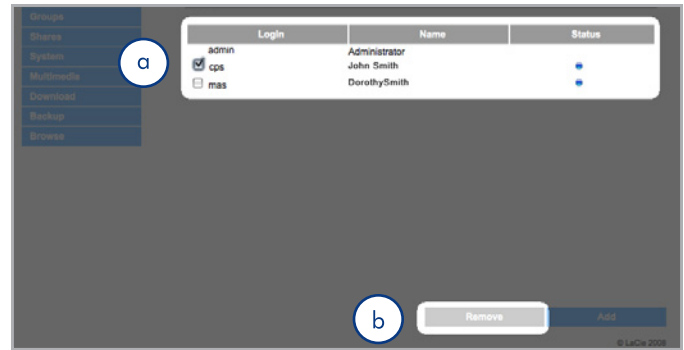 Groups
Shares
System
Multimedia
Download
Backup
Browse
a
Login Name Status
admin Administrator
cps John Smith
mas DorothySmith
b
Remove Add
© LaCie 2008